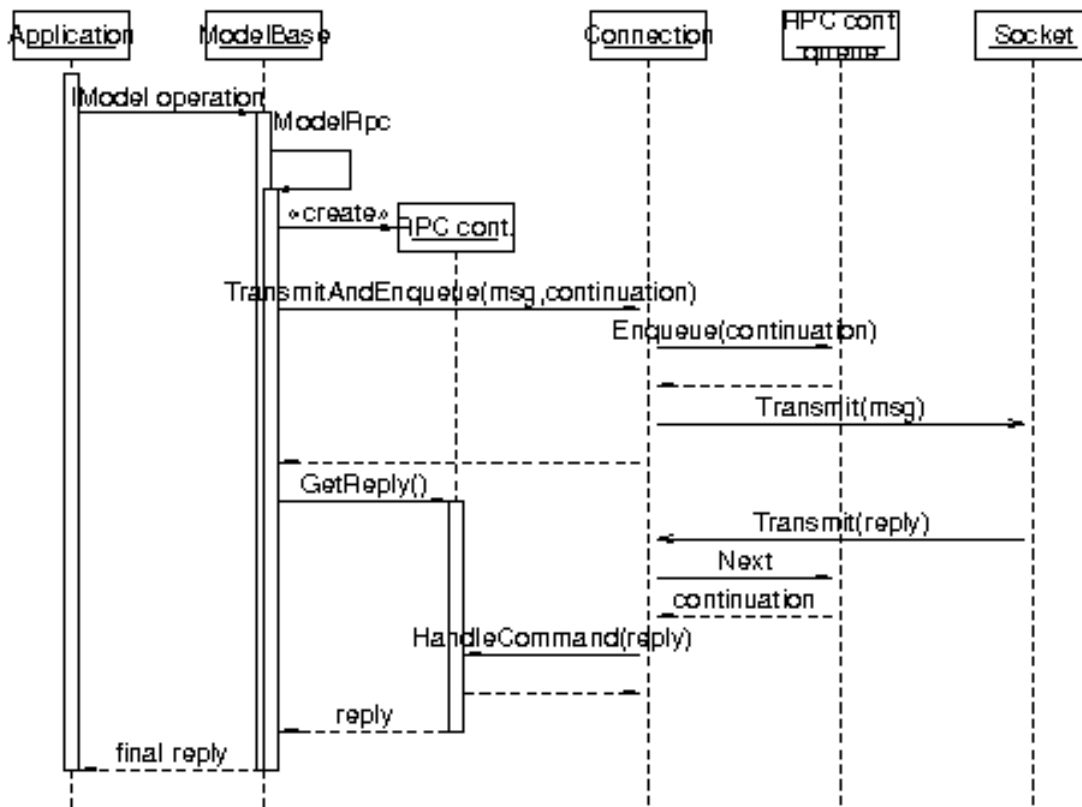 Application
ModelBase
Connection
RPC cont.
queue
Socket
IModel operation
ModelRpc
«create»
RPC cont.
TransmitAndEnqueue(msg,continuation)
Enqueue(continuation)
Transmit(msg)
GetReply()
Transmit(reply)
Next
continuation
HandleCommand(reply)
reply
final reply